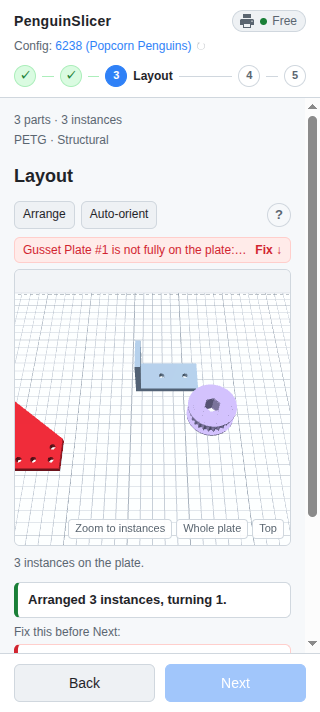 PenguinSlicer
Free
Config: 6238 (Popcorn Penguins)
3 Layout 4 5
3 parts · 3 instances
PETG · Structural
Layout
Arrange Auto-orient ?
Gusset Plate #1 is not fully on the plate:… Fix ↓
Zoom to instances Whole plate Top
3 instances on the plate.
Arranged 3 instances, turning 1.
Fix this before Next:
Back Next